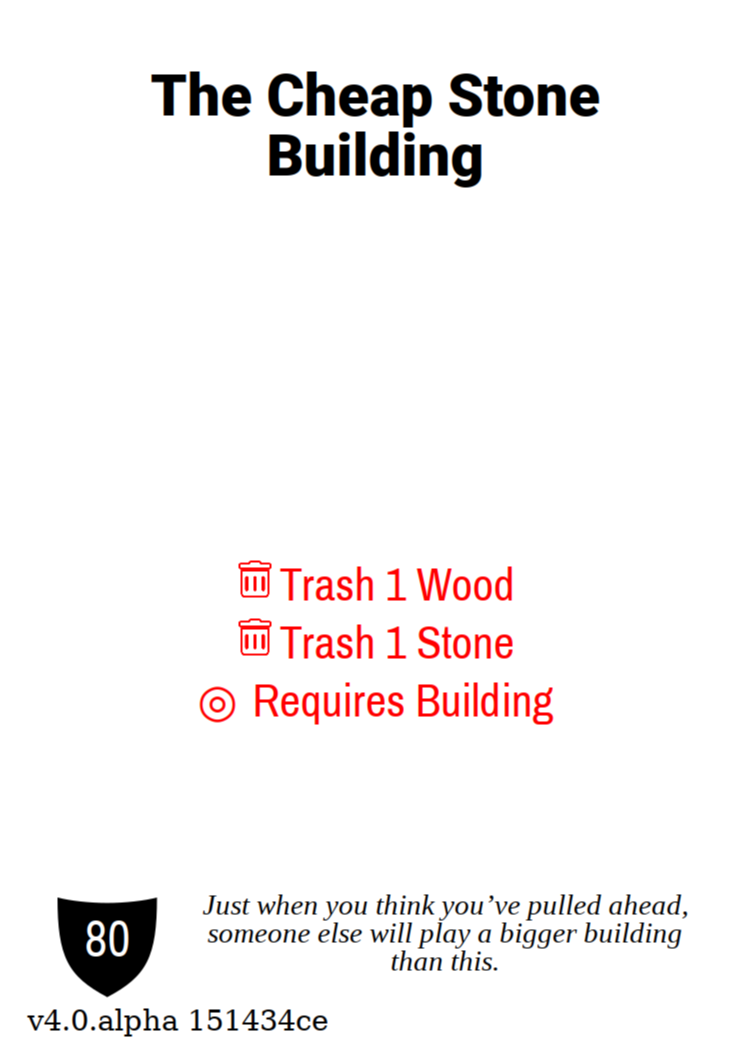 The Cheap Stone
Building
Trash 1 Wood
Trash 1 Stone
Requires Building
80
Just when you think you’ve pulled ahead,
someone else will play a bigger building
than this.
v4.0.alpha 151434ce